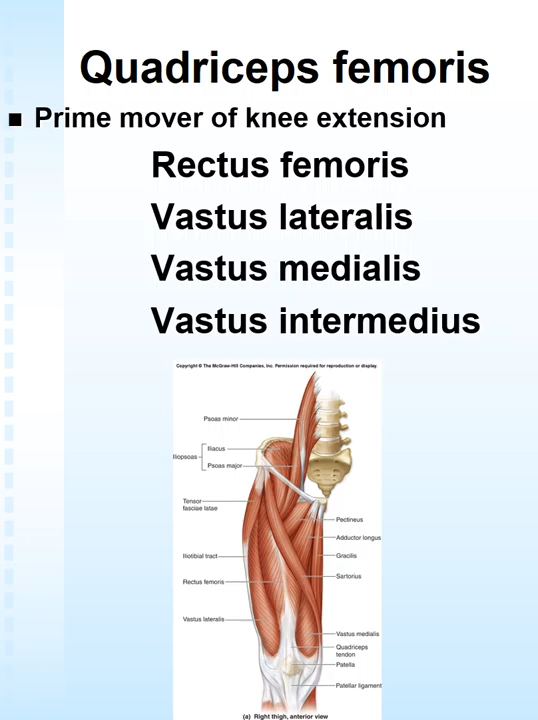 Quadriceps femoris
Prime mover of knee extension
Rectus femoris
Vastus lateralis
Vastus medialis
Vastus intermedius
Copyright © The McGraw-Hill Companies, Inc. Permission required for reproduction or display.
Psoas minor
Iliacus
Iliopsoas
Psoas major
Tensor
fasciae latae
Iliotibial tract
Rectus femoris
Vastus lateralis
Pectineus
Adductor longus
Gracilis
Sartorius
Vastus medialis
Quadriceps
tendon
Patella
Patellar ligament
(a) Right thigh, anterior view